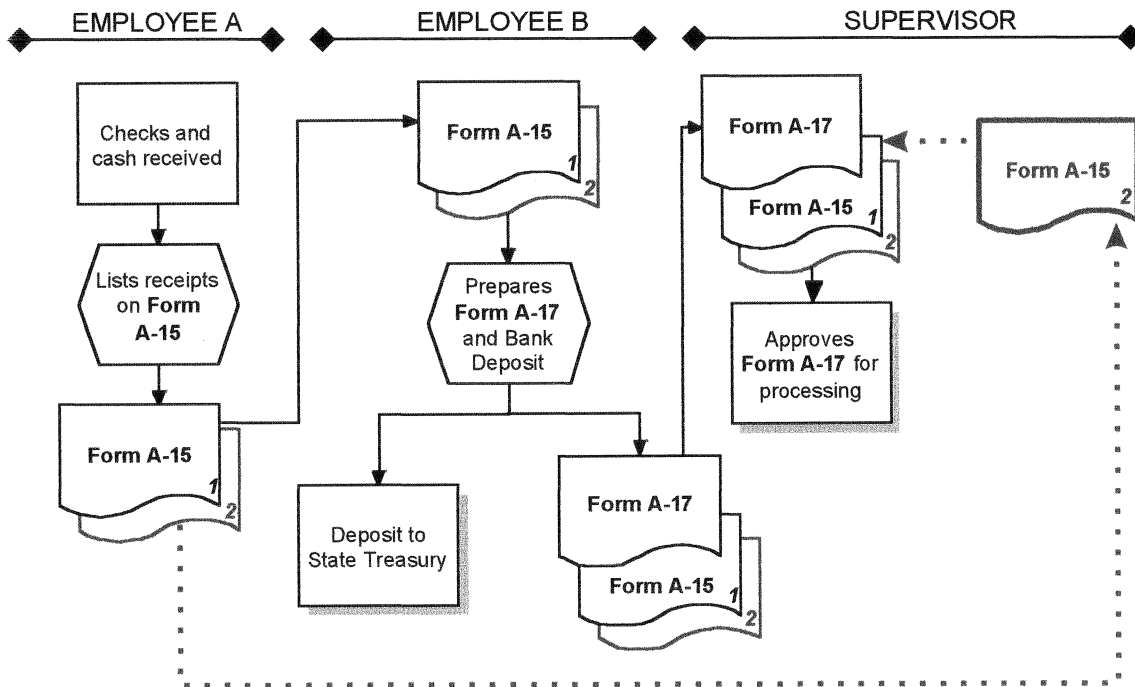 EMPLOYEE A
EMPLOYEE B
SUPERVISOR
Checks and
cash received
Lists receipts
on Form
A-15
Form A-15
1
2
Form A-15
1
2
Prepares
Form A-17
and Bank
Deposit
Deposit to
State Treasury
Form A-17
Form A-15
1
2
Form A-17
Form A-15
1
2
Approves
Form A-17 for
processing
Form A-15
2